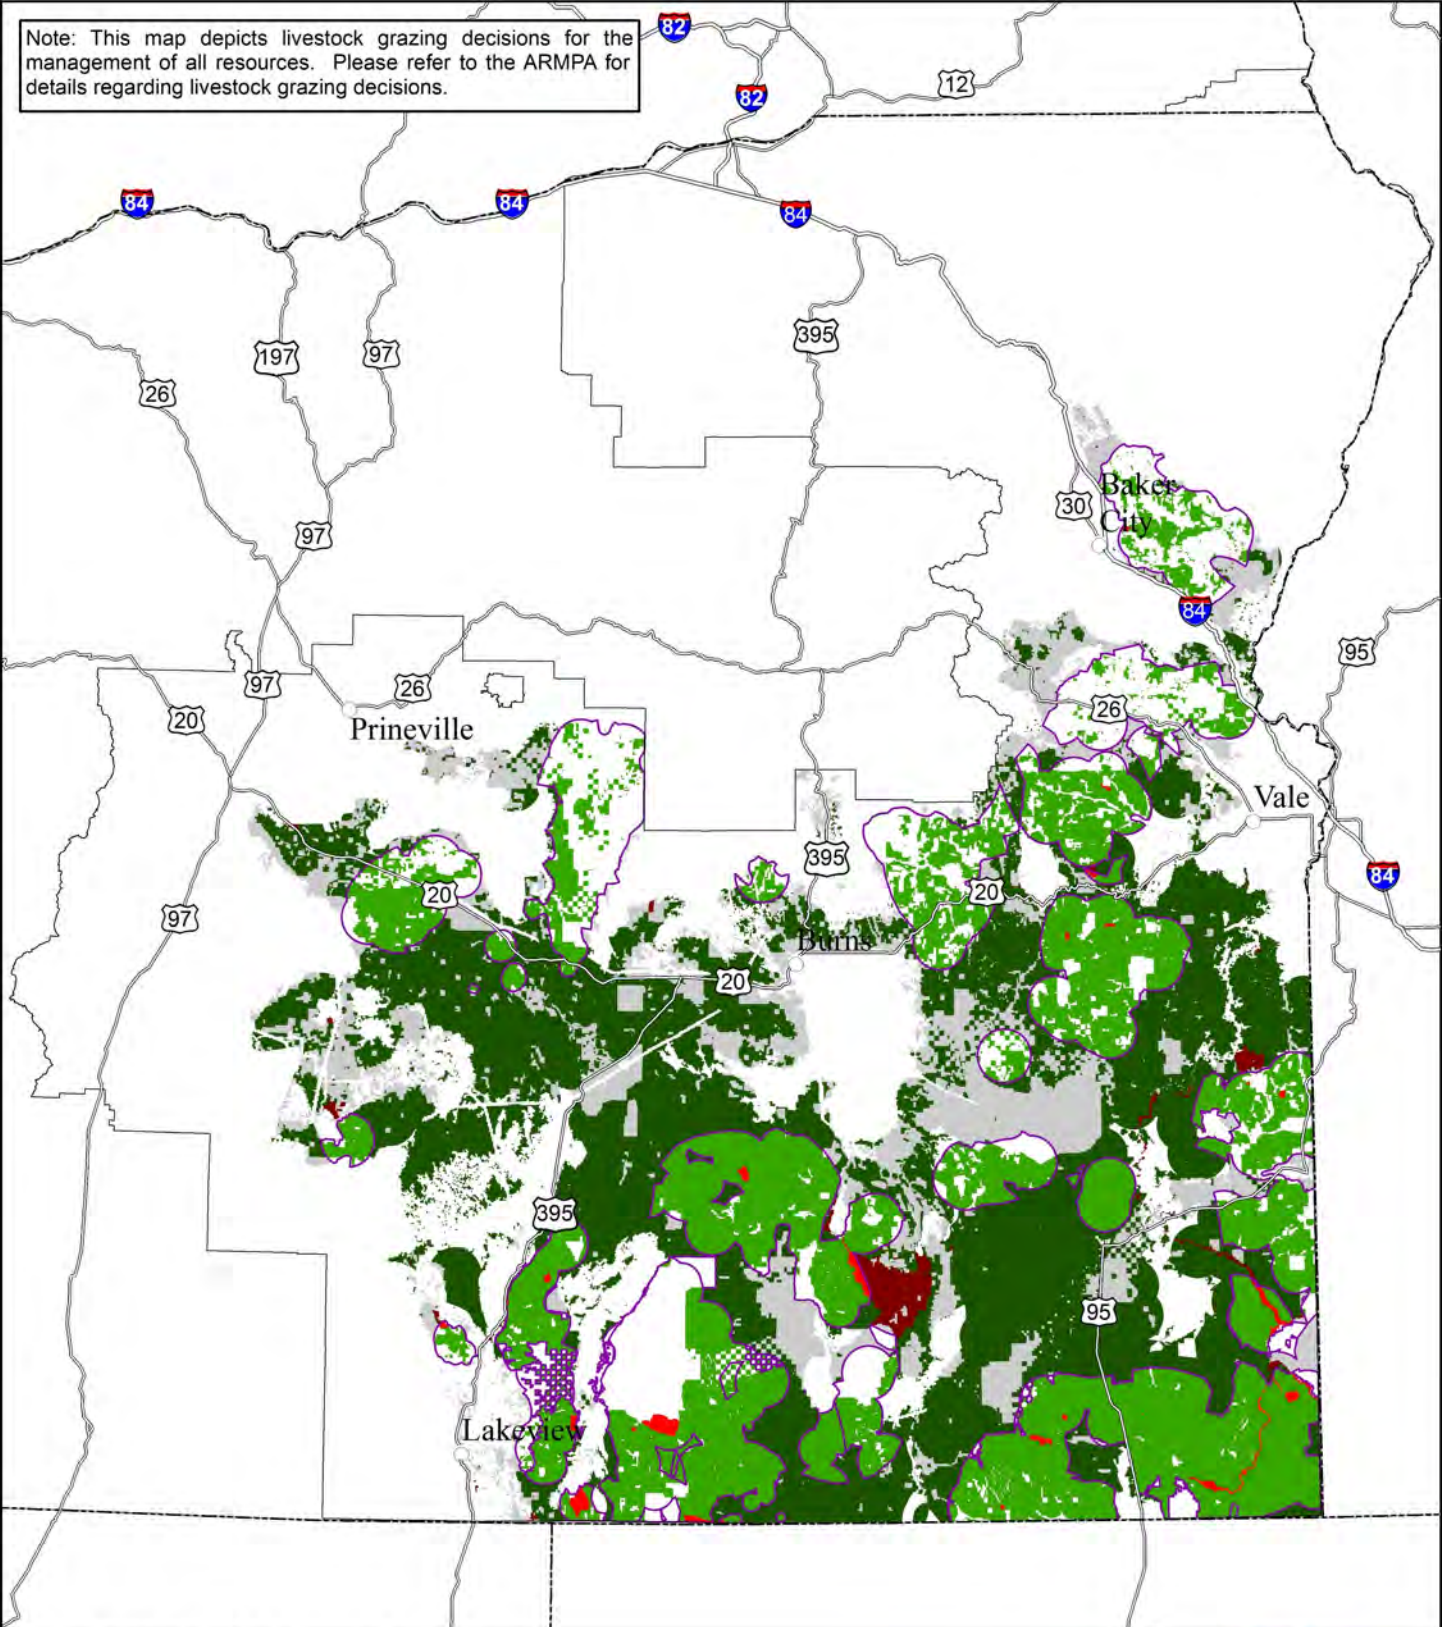 Note: This map depicts livestock grazing decisions for the
management of all resources. Please refer to the ARMPA for
details regarding livestock grazing decisions.
82
82
12
84
84
84
395
197
97
26
Baker
City
30
97
84
95
97
26
20
26
Prineville
Vale
395
84
20
20
97
Burns
20
395
95
Lakeview